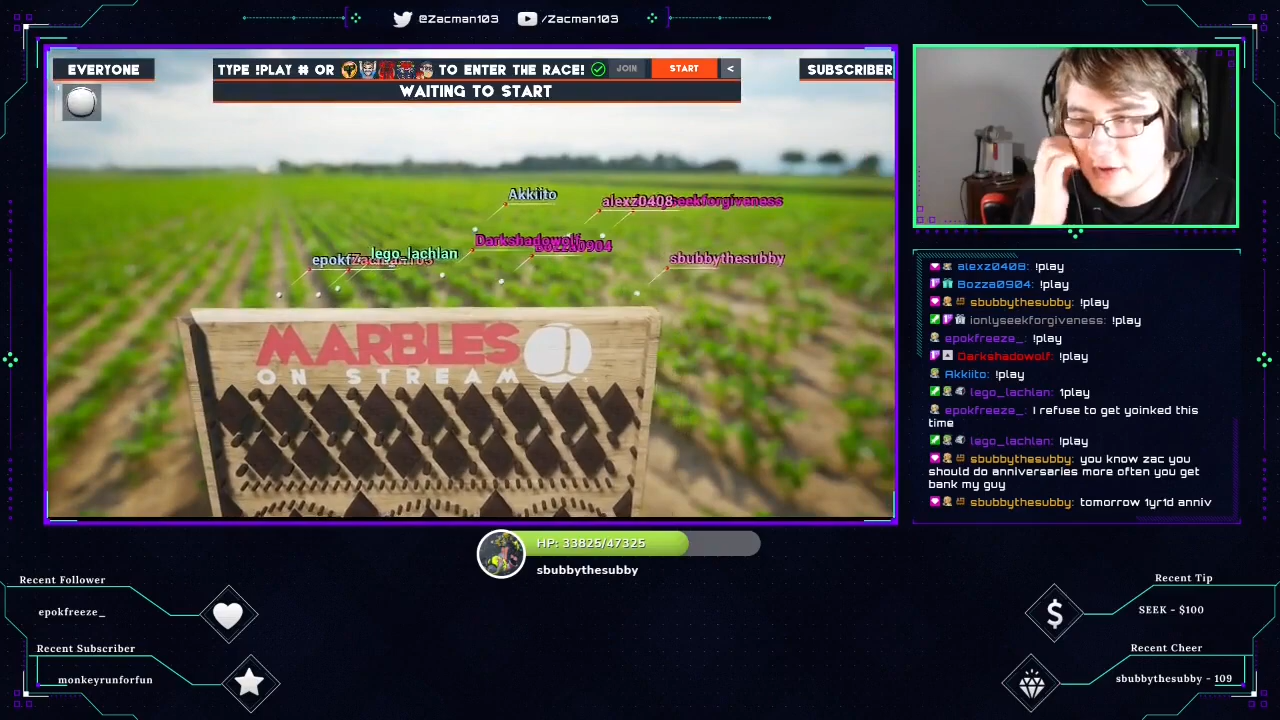 @Zacman103 /Zacman103
EVERYONE
TYPE !PLAY # OR TO ENTER THE RACE! JOIN START <
SUBSCRIBER
WAITING TO START
Akkiito
alexz0408
seekforgiveness
Darkshadowolf
lego_lachlan
sbubbythesubby
MARBLES
ON STREAM
alexz0408: !play
Bozza0904: !play
sbubbythesubby: !play
ionlyseekforgiveness: !play
epokfreeze_: !play
Darkshadowolf: !play
Akkiito: !play
lego_lachlan: 1play
epokfreeze_: I refuse to get yoinked this
time
lego_lachlan: !play
sbubbythesubby: you know zac you
should do anniversaries more often you get
bank my guy
sbubbythesubby: tomorrow 1yr1d anniv
HP: 33825/47325
sbubbythesubby
Recent Follower
epokfreeze_
Recent Subscriber
monkeyrunforfun
Recent Tip
SEEK - $100
Recent Cheer
sbubbythesubby - 109